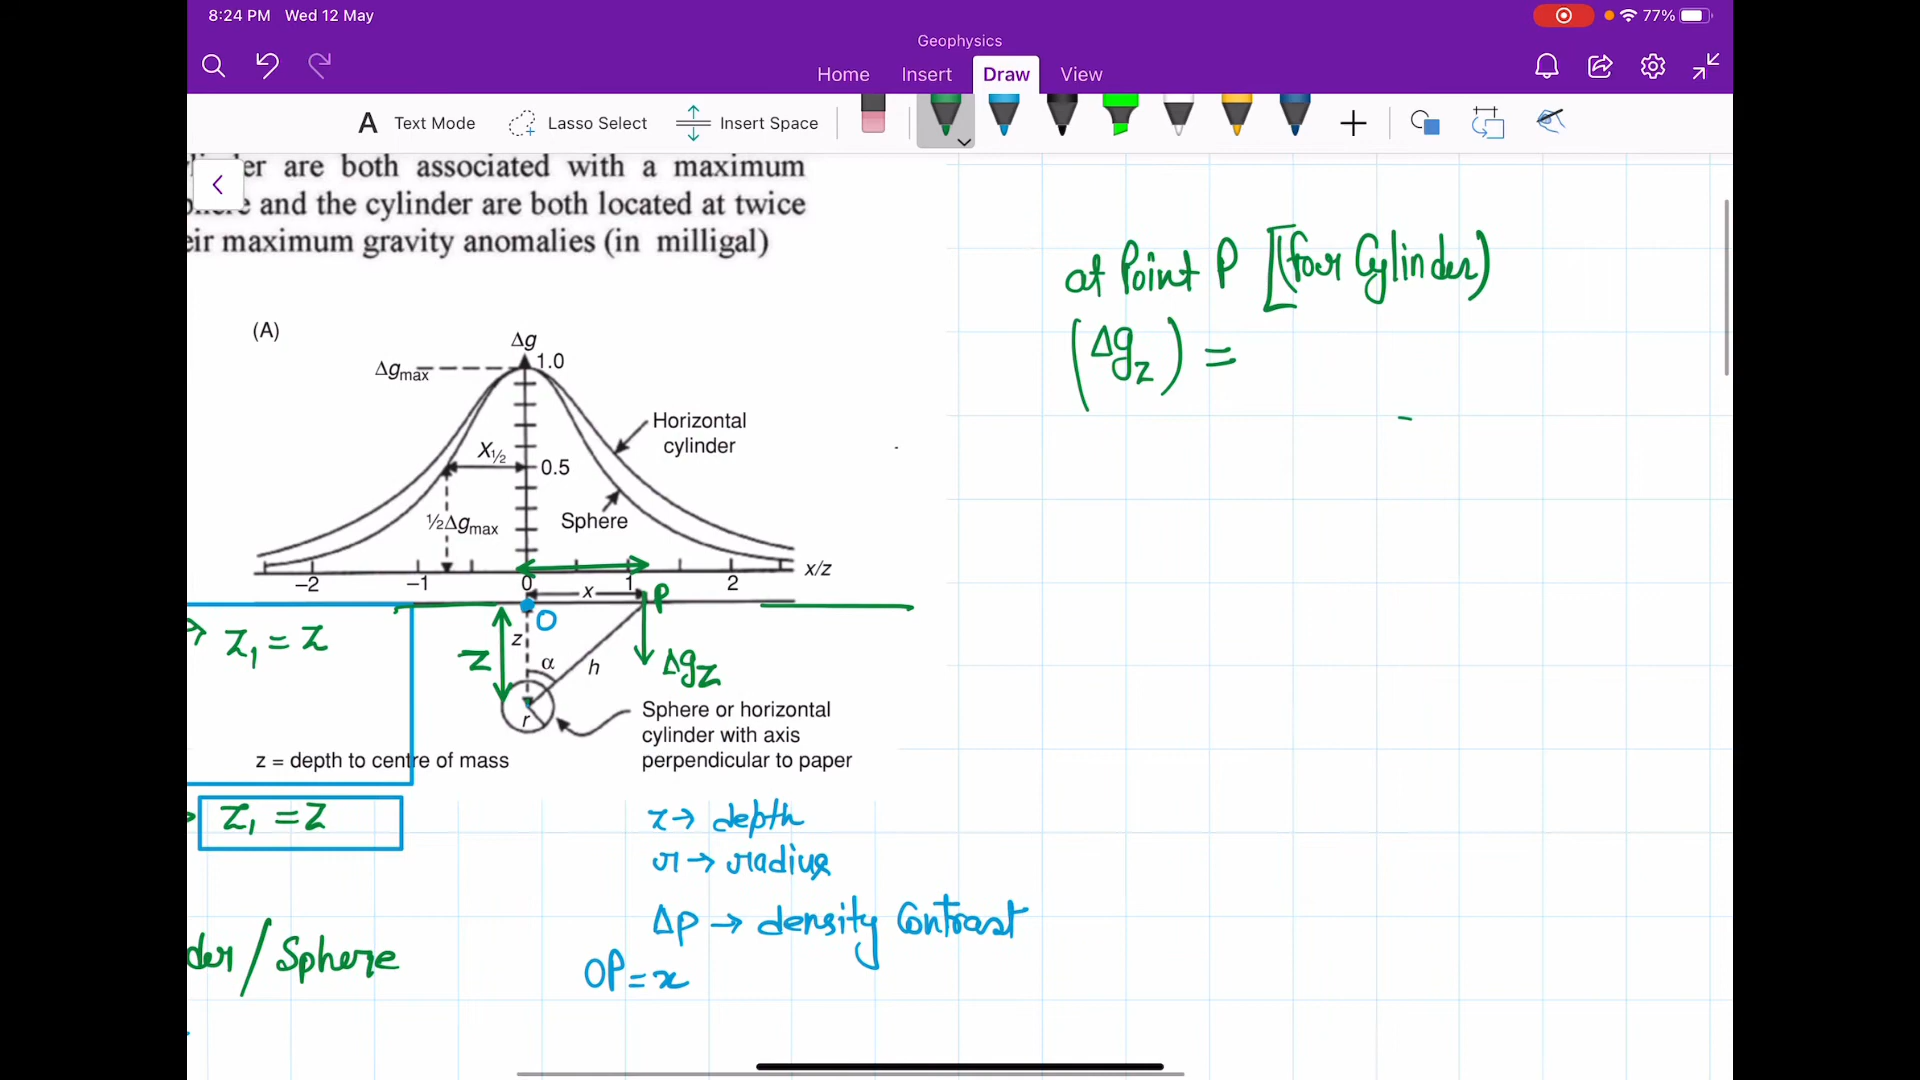 8:24 PM Wed 12 May
77%
Geophysics
Home Insert Draw View
A Text Mode Lasso Select Insert Space
er are both associated with a maximum
and the cylinder are both located at twice
eir maximum gravity anomalies (in milligal)
at Point P [(for Cylinder)
(Δg_z) =
(A)
Δg
1.0
Δgmax
Horizontal
cylinder
X½
0.5
½Δgmax
Sphere
x/z
–2 –1 0 1 2
x
P
O
z₁ = z
z
z
α
h
Δgz
r
Sphere or horizontal
cylinder with axis
perpendicular to paper
z = depth to centre of mass
z₁ = z
z → depth
r → radius
Δρ → density Contrast
der / Sphere
OP = x